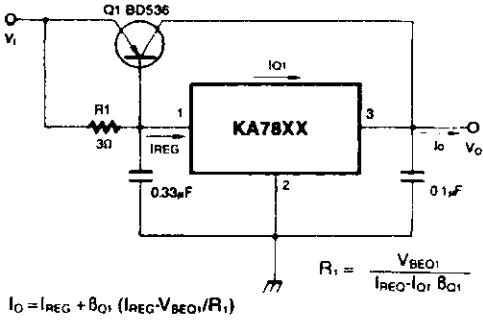 Q1 BD536
VI
IQ1
R1
3Ω
1
KA78XX
3
IREG
IO
VO
2
0.33µF
0.1µF
R1 = VBEQ1 / IREG-IQ1 βQ1
IO = IREG + βQ1 (IREG-VBEQ1/R1)